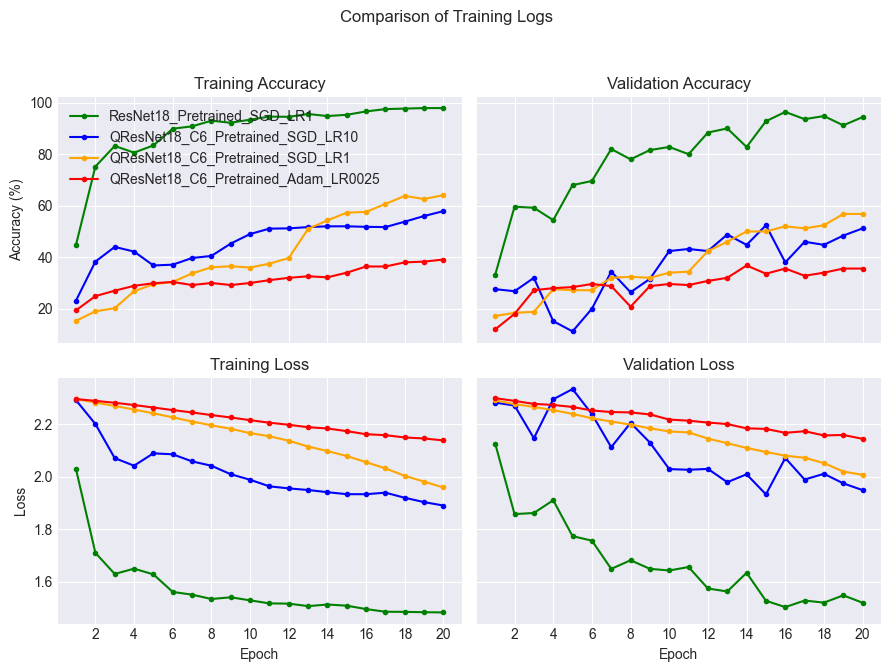 Comparison of Training Logs
Training Accuracy
Validation Accuracy
100
80
60
40
20
Accuracy (%)
ResNet18_Pretrained_SGD_LR1
QResNet18_C6_Pretrained_SGD_LR10
QResNet18_C6_Pretrained_SGD_LR1
QResNet18_C6_Pretrained_Adam_LR0025
Training Loss
Validation Loss
2.2
2.0
1.8
1.6
Loss
2 4 6 8 10 12 14 16 18 20
2 4 6 8 10 12 14 16 18 20
Epoch
Epoch